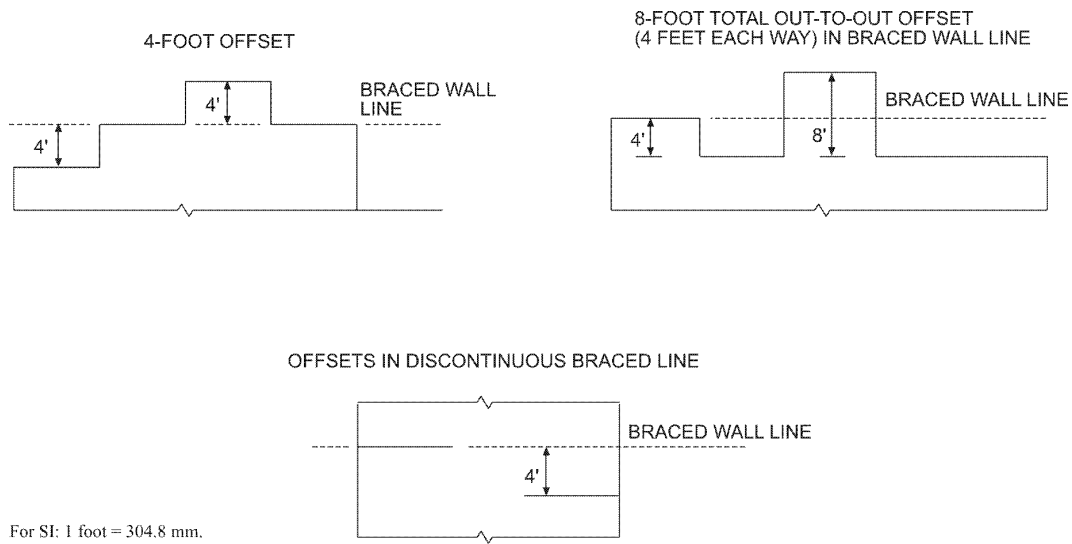 4-FOOT OFFSET
4'
BRACED WALL
LINE
4'
8-FOOT TOTAL OUT-TO-OUT OFFSET
(4 FEET EACH WAY) IN BRACED WALL LINE
BRACED WALL LINE
4'
8'
OFFSETS IN DISCONTINUOUS BRACED LINE
BRACED WALL LINE
4'
For SI: 1 foot = 304.8 mm.